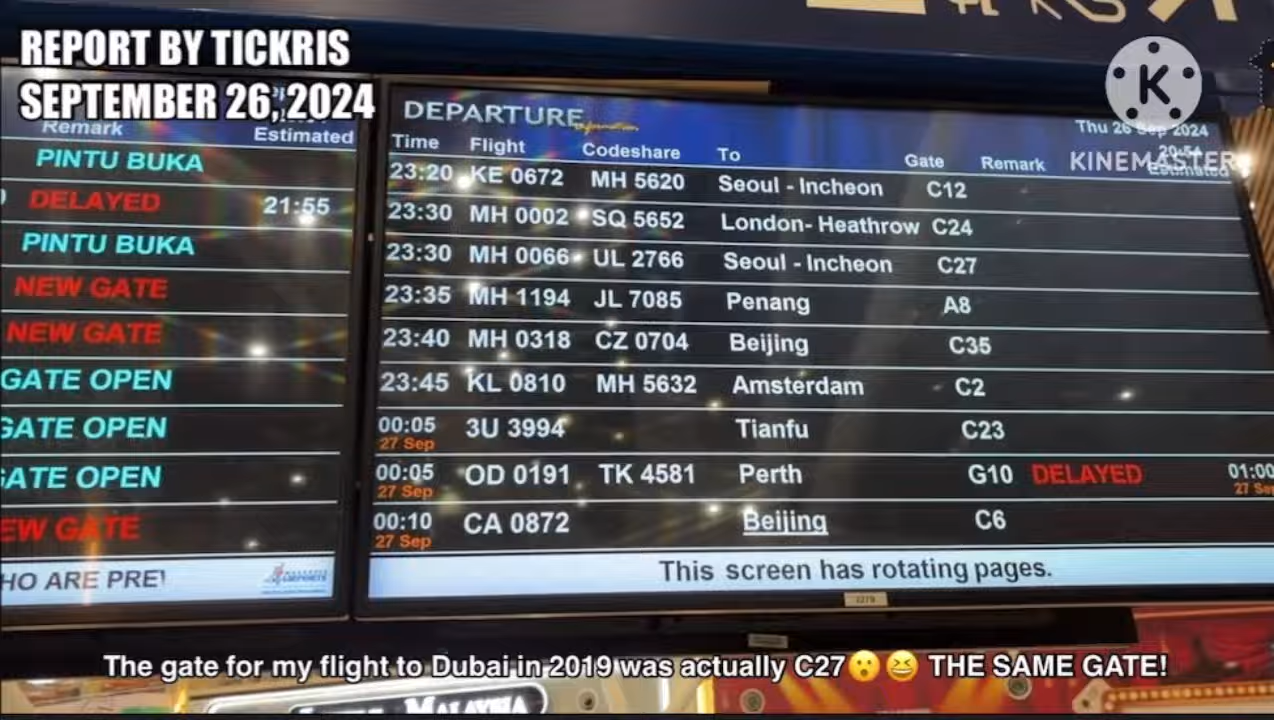 REPORT BY TICKRIS
SEPTEMBER 26, 2024
KINEMASTER
Remark Estimated
PINTU BUKA
DELAYED 21:55
PINTU BUKA
NEW GATE
NEW GATE
GATE OPEN
GATE OPEN
GATE OPEN
EW GATE
HO ARE PRE
DEPARTURE information
Thu 26 Sep 2024
20:54
Time Flight Codeshare To Gate Remark Estimated
23:20 KE 0672 MH 5620 Seoul - Incheon C12
23:30 MH 0002 SQ 5652 London- Heathrow C24
23:30 MH 0066 UL 2766 Seoul - Incheon C27
23:35 MH 1194 JL 7085 Penang A8
23:40 MH 0318 CZ 0704 Beijing C35
23:45 KL 0810 MH 5632 Amsterdam C2
00:05 3U 3994 Tianfu C23
27 Sep
00:05 OD 0191 TK 4581 Perth G10 DELAYED 01:00
27 Sep 27 Se
00:10 CA 0872 Beijing C6
27 Sep
This screen has rotating pages.
The gate for my flight to Dubai in 2019 was actually C27😮😆 THE SAME GATE!
MALAYSIA